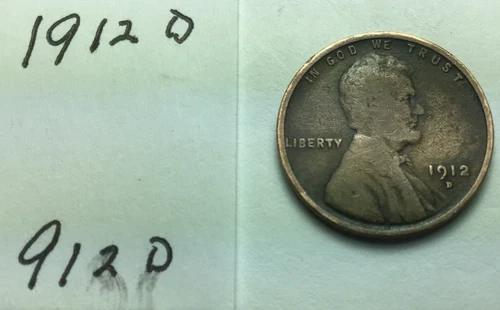 1912 D
912 D
IN GOD WE TRUST
LIBERTY
1912
D